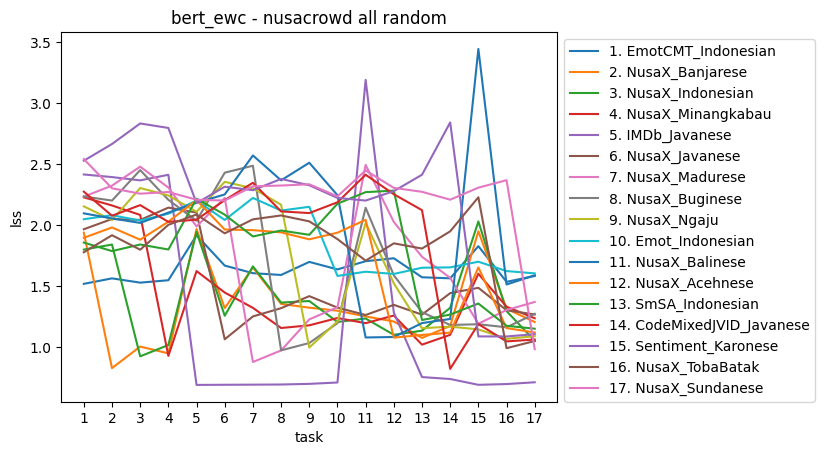 bert_ewc - nusacrowd all random
3.5
3.0
2.5
2.0
1.5
1.0
lss
1 2 3 4 5 6 7 8 9 10 11 12 13 14 15 16 17
task
1. EmotCMT_Indonesian
2. NusaX_Banjarese
3. NusaX_Indonesian
4. NusaX_Minangkabau
5. IMDb_Javanese
6. NusaX_Javanese
7. NusaX_Madurese
8. NusaX_Buginese
9. NusaX_Ngaju
10. Emot_Indonesian
11. NusaX_Balinese
12. NusaX_Acehnese
13. SmSA_Indonesian
14. CodeMixedJVID_Javanese
15. Sentiment_Karonese
16. NusaX_TobaBatak
17. NusaX_Sundanese